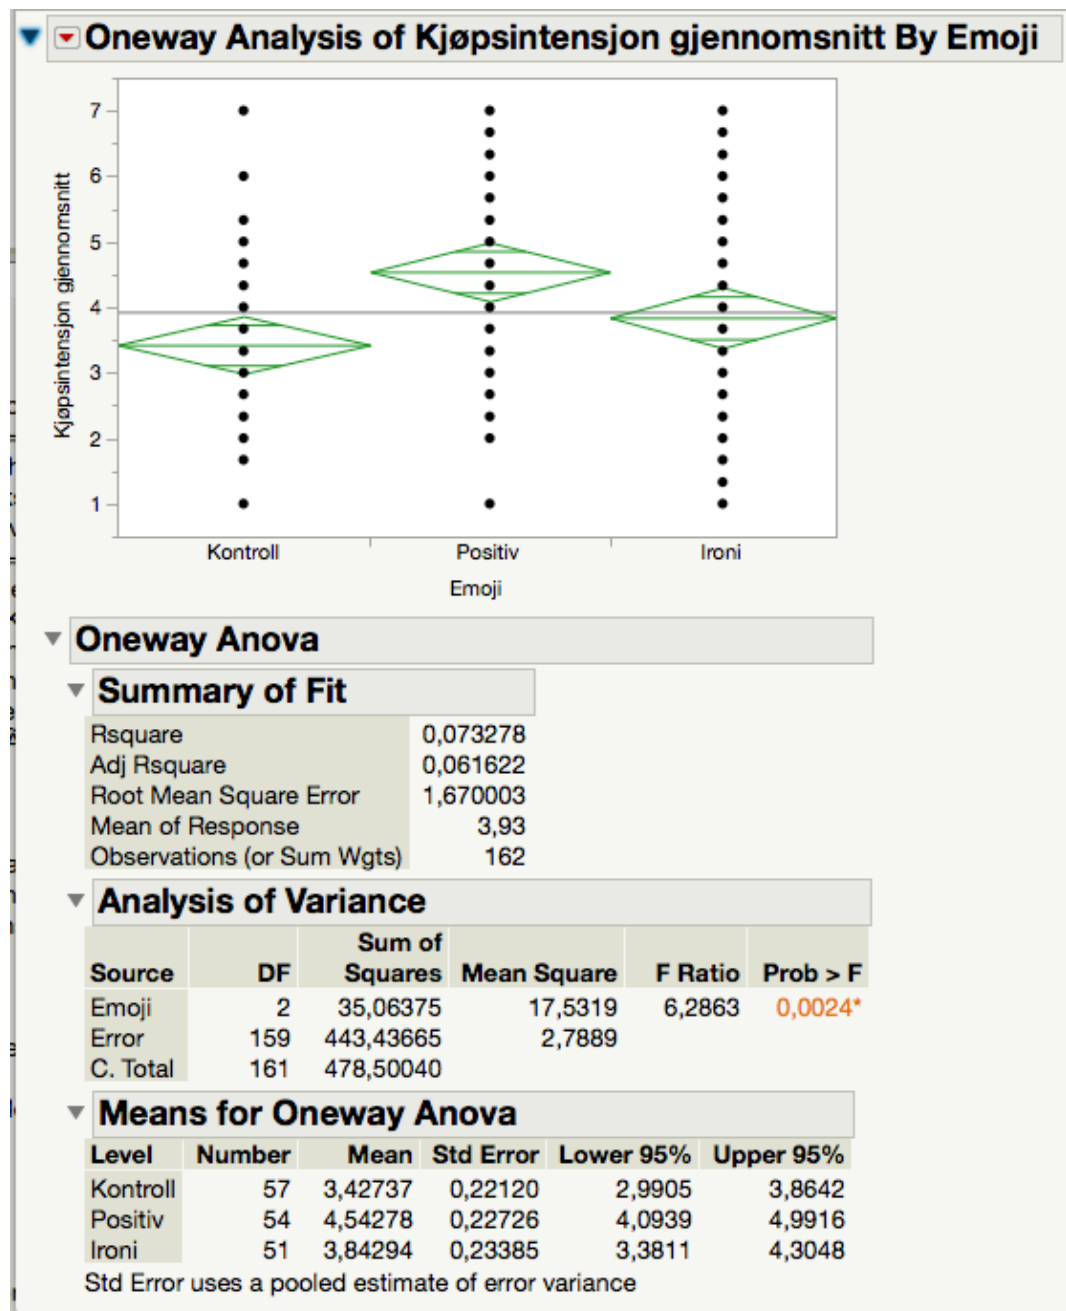 Oneway Analysis of Kjøpsintensjon gjennomsnitt By Emoji
Kjøpsintensjon gjennomsnitt
7
6
5
4
3
2
1
Kontroll Positiv Ironi
Emoji
Oneway Anova
Summary of Fit
Rsquare 0,073278
Adj Rsquare 0,061622
Root Mean Square Error 1,670003
Mean of Response 3,93
Observations (or Sum Wgts) 162
Analysis of Variance
Sum of
Source DF Squares Mean Square F Ratio Prob > F
Emoji 2 35,06375 17,5319 6,2863 0,0024*
Error 159 443,43665 2,7889
C. Total 161 478,50040
Means for Oneway Anova
Level Number Mean Std Error Lower 95% Upper 95%
Kontroll 57 3,42737 0,22120 2,9905 3,8642
Positiv 54 4,54278 0,22726 4,0939 4,9916
Ironi 51 3,84294 0,23385 3,3811 4,3048
Std Error uses a pooled estimate of error variance